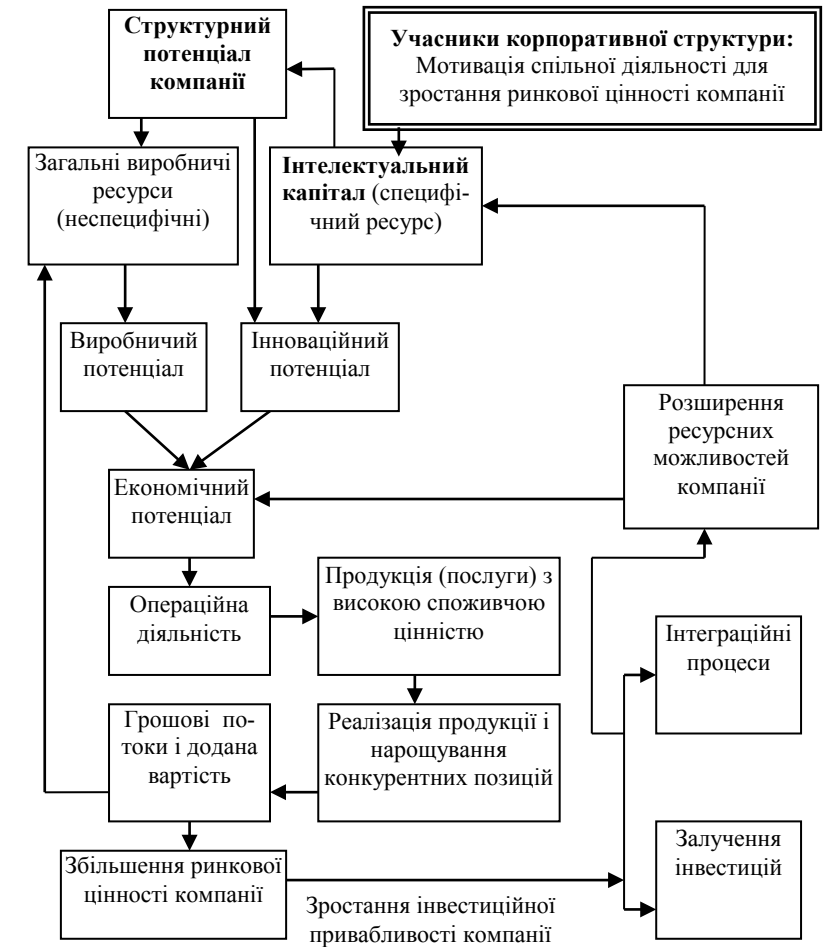 Структурний
потенціал
компанії
Учасники корпоративної структури:
Мотивація спільної діяльності для
зростання ринкової цінності компанії
Загальні виробничі
ресурси
(неспецифічні)
Інтелектуальний
капітал (специфі-
чний ресурс)
Виробничий
потенціал
Інноваційний
потенціал
Розширення
ресурсних
можливостей
компанії
Економічний
потенціал
Операційна
діяльність
Продукція (послуги) з
високою споживчою
цінністю
Інтеграційні
процеси
Грошові по-
токи і додана
вартість
Реалізація продукції і
нарощування
конкурентних позицій
Збільшення ринкової
цінності компанії
Залучення
інвестицій
Зростання інвестиційної
привабливості компанії